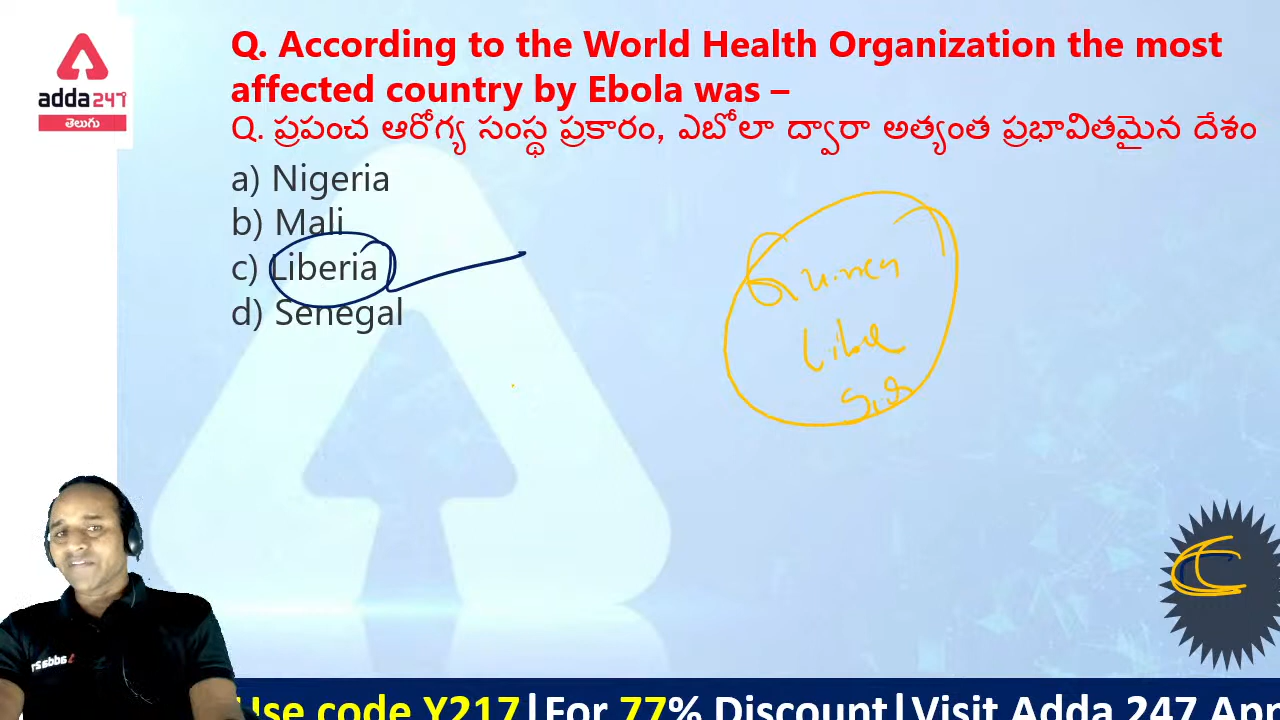 adda247
తెలుగు
Q. According to the World Health Organization the most
affected country by Ebola was –
Q. ప్రపంచ ఆరోగ్య సంస్థ ప్రకారం, ఎబోలా ద్వారా అత్యంత ప్రభావితమైన దేశం
a) Nigeria
b) Mali
c) Liberia
d) Senegal
C
Use code Y217|For 77% Discount|Visit Adda 247 Apr